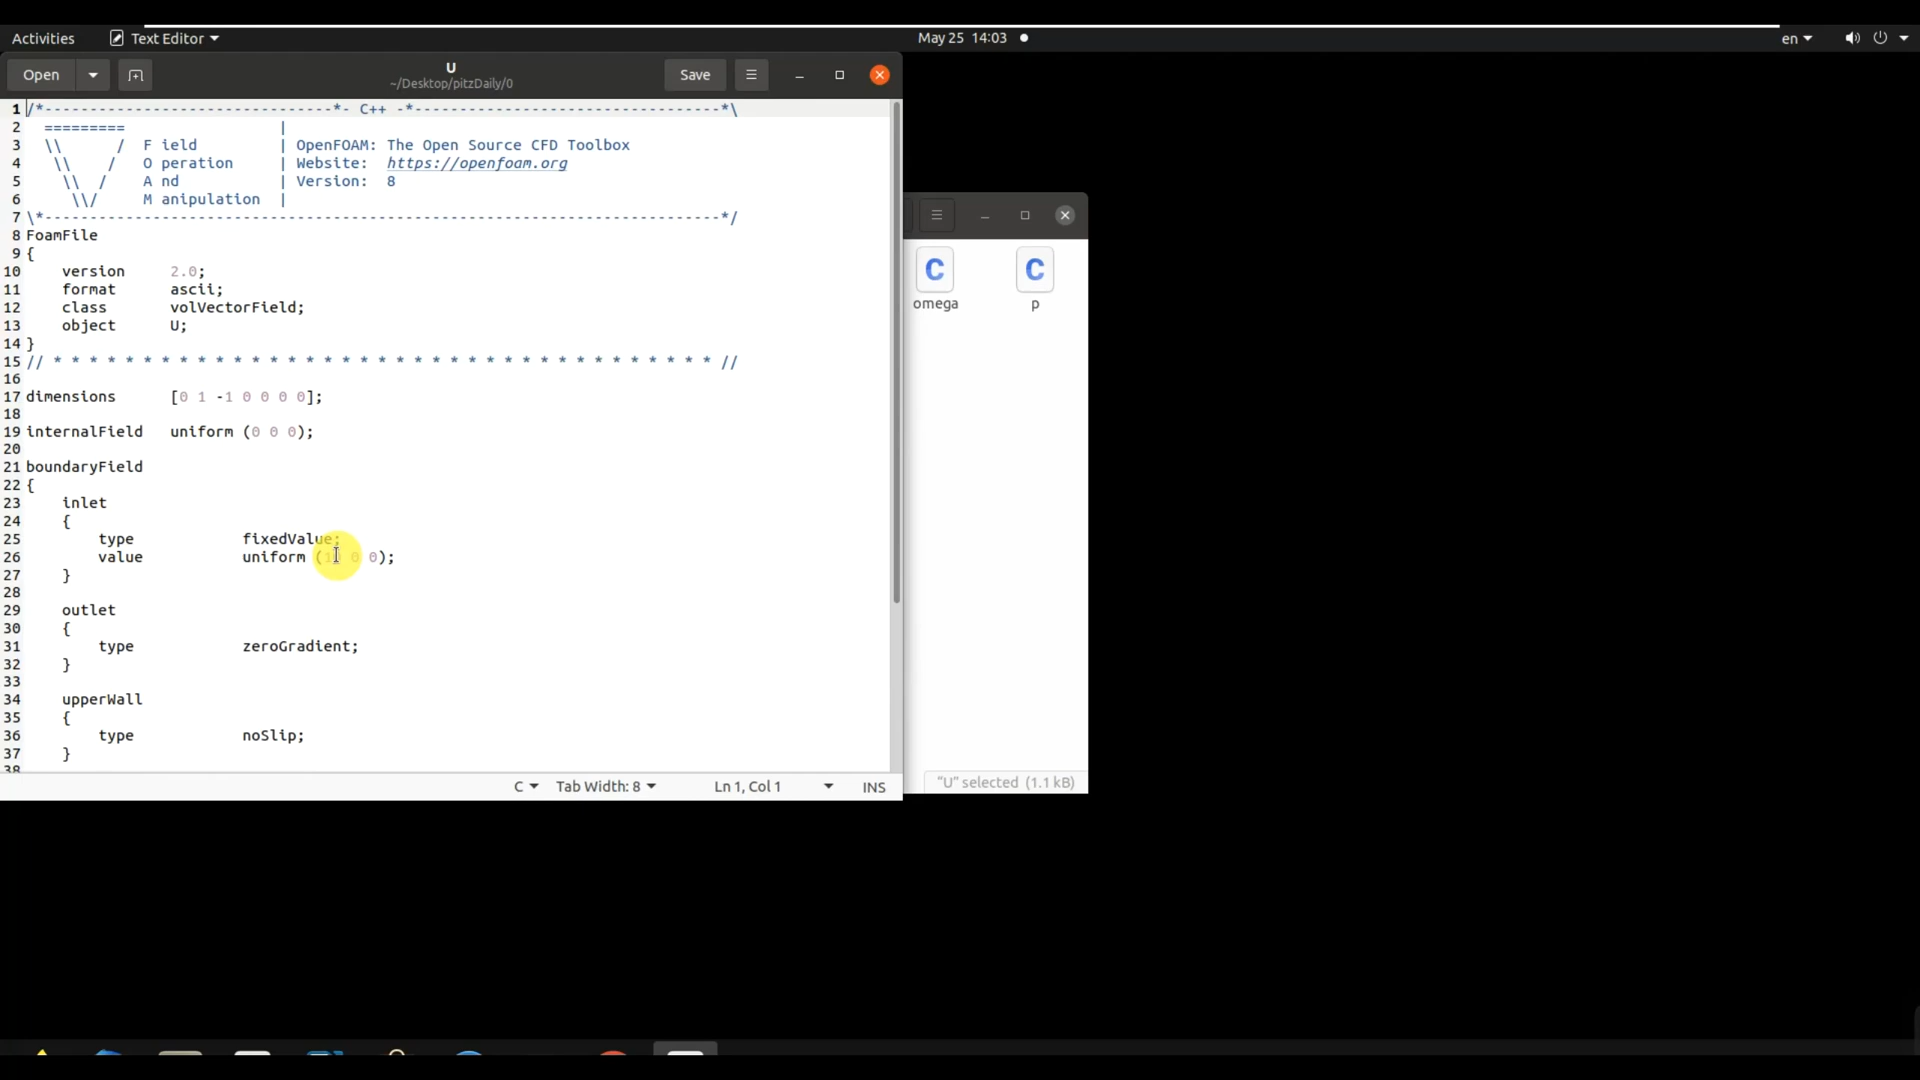 Activities Text Editor May 25 14:03 en
Open U Save
~/Desktop/pitzDaily/0
1 /*---------------------------------*- C++ -*----------------------------------*\
2 ========= |
3 \\ / F ield | OpenFOAM: The Open Source CFD Toolbox
4 \\ / O peration | Website: https://openfoam.org
5 \\ / A nd | Version: 8
6 \\/ M anipulation |
7 \*---------------------------------------------------------------------------*/
8 FoamFile
9 {
10 version 2.0;
11 format ascii;
12 class volVectorField;
13 object U;
14 }
15 // * * * * * * * * * * * * * * * * * * * * * * * * * * * * * * * * * * * * * //
16
17 dimensions [0 1 -1 0 0 0 0];
18
19 internalField uniform (0 0 0);
20
21 boundaryField
22 {
23 inlet
24 {
25 type fixedValue;
26 value uniform ( 0 0);
27 }
28
29 outlet
30 {
31 type zeroGradient;
32 }
33
34 upperWall
35 {
36 type noSlip;
37 }
38
C Tab Width: 8 Ln 1, Col 1 INS
C C
omega p
"U" selected (1.1 kB)